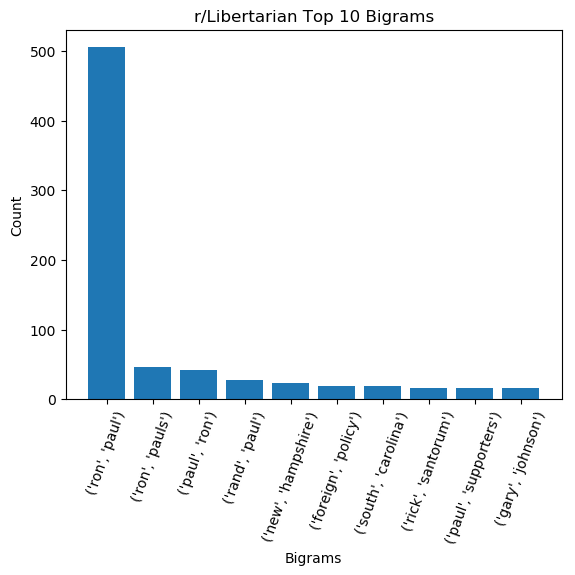 r/Libertarian Top 10 Bigrams
500
400
300
200
100
0
Count
('ron', 'paul')
('ron', 'pauls')
('paul', 'ron')
('rand', 'paul')
('new', 'hampshire')
('foreign', 'policy')
('south', 'carolina')
('rick', 'santorum')
('paul', 'supporters')
('gary', 'johnson')
Bigrams